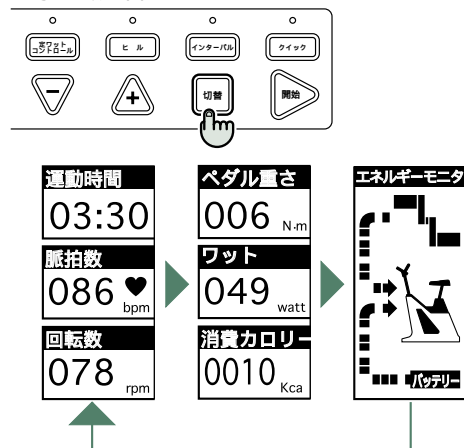 定ワット
コントロール
ヒル
インターバル
クイック
−
+
切替
開始
運動時間
03:30
脈拍数
086
bpm
回転数
078
rpm
ペダル重さ
006
N·m
ワット
049
watt
消費カロリー
0010
Kca
エネルギーモニタ
バッテリー